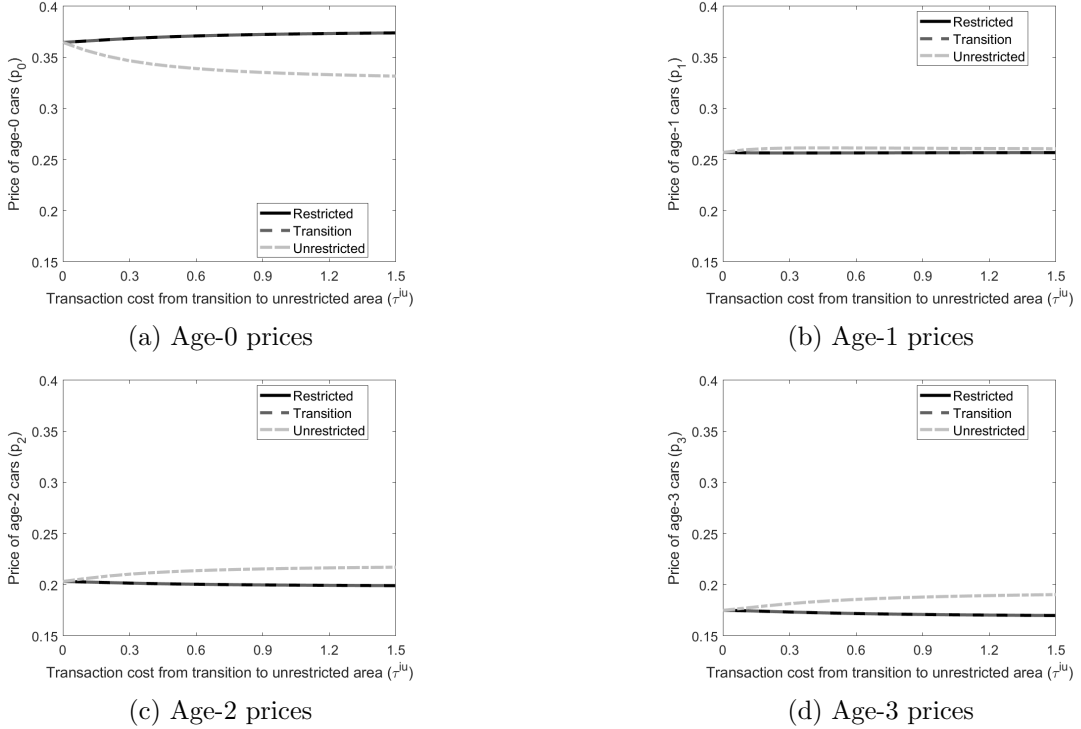 Price of age-0 cars (p0)
0.4
0.35
0.3
0.25
0.2
0.15
Restricted
Transition
Unrestricted
0 0.3 0.6 0.9 1.2 1.5
Transaction cost from transition to unrestricted area (τ^iu)
(a) Age-0 prices
Price of age-1 cars (p1)
0.4
0.35
0.3
0.25
0.2
0.15
Restricted
Transition
Unrestricted
0 0.3 0.6 0.9 1.2 1.5
Transaction cost from transition to unrestricted area (τ^iu)
(b) Age-1 prices
Price of age-2 cars (p2)
0.4
0.35
0.3
0.25
0.2
0.15
Restricted
Transition
Unrestricted
0 0.3 0.6 0.9 1.2 1.5
Transaction cost from transition to unrestricted area (τ^iu)
(c) Age-2 prices
Price of age-3 cars (p3)
0.4
0.35
0.3
0.25
0.2
0.15
Restricted
Transition
Unrestricted
0 0.3 0.6 0.9 1.2 1.5
Transaction cost from transition to unrestricted area (τ^iu)
(d) Age-3 prices